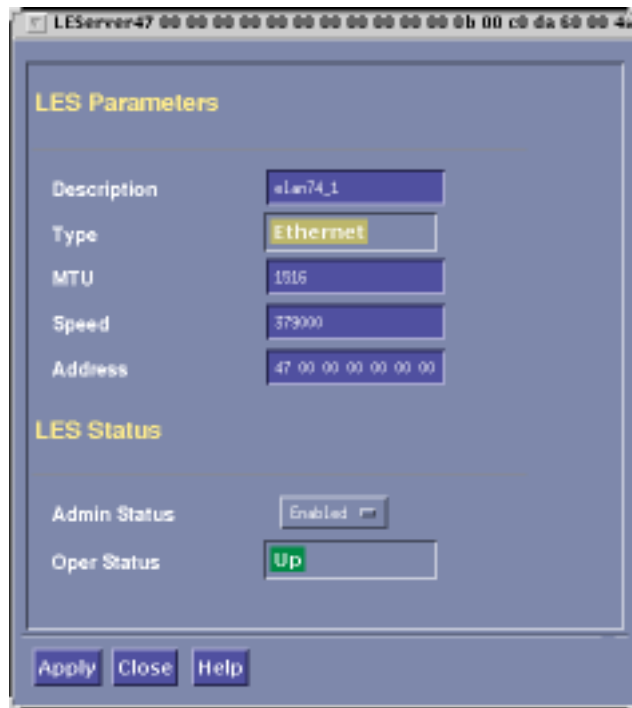 LEServer47 00 00 00 00 00 00 00 00 00 00 00 0b 00 c0 da 60 00 4a
LES Parameters
Description elan74_1
Type Ethernet
MTU 1516
Speed 379000
Address 47 00 00 00 00 00 00
LES Status
Admin Status Enabled
Oper Status Up
Apply Close Help